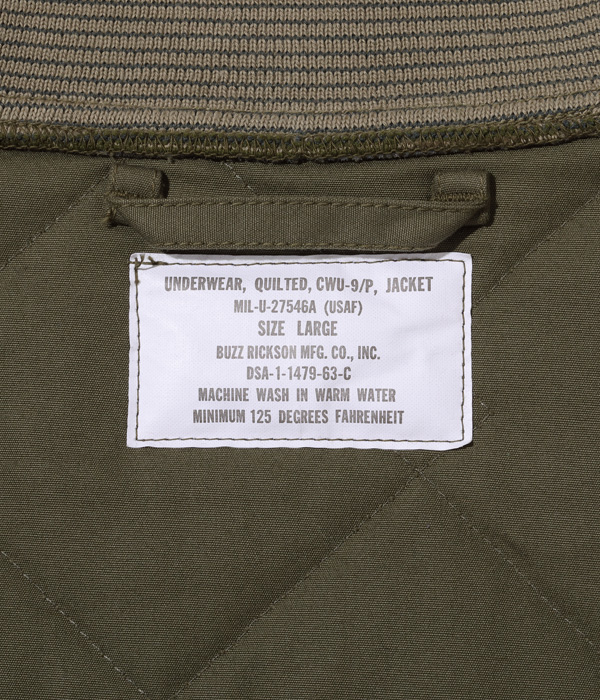 UNDERWEAR, QUILTED, CWU-9/P, JACKET
MIL-U-27546A (USAF)
SIZE LARGE
BUZZ RICKSON MFG. CO., INC.
DSA-1-1479-63-C
MACHINE WASH IN WARM WATER
MINIMUM 125 DEGREES FAHRENHEIT